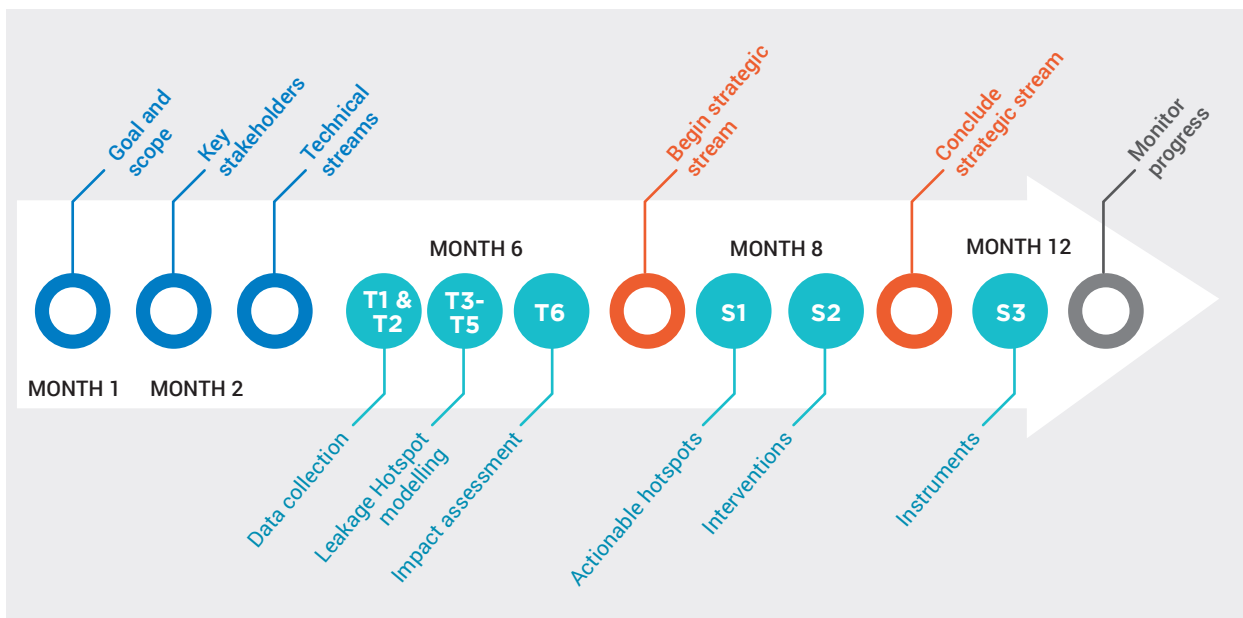 Goal and
scope
Key
stakeholders
Technical
streams
Begin strategic
stream
Conclude
strategic stream
Monitor
progress
MONTH 6
MONTH 8
MONTH 12
T1 &
T2
T3-
T5
T6
S1
S2
S3
MONTH 1
MONTH 2
Data collection
Leakage Hotspot
modelling
Impact assessment
Actionable hotspots
Interventions
Instruments